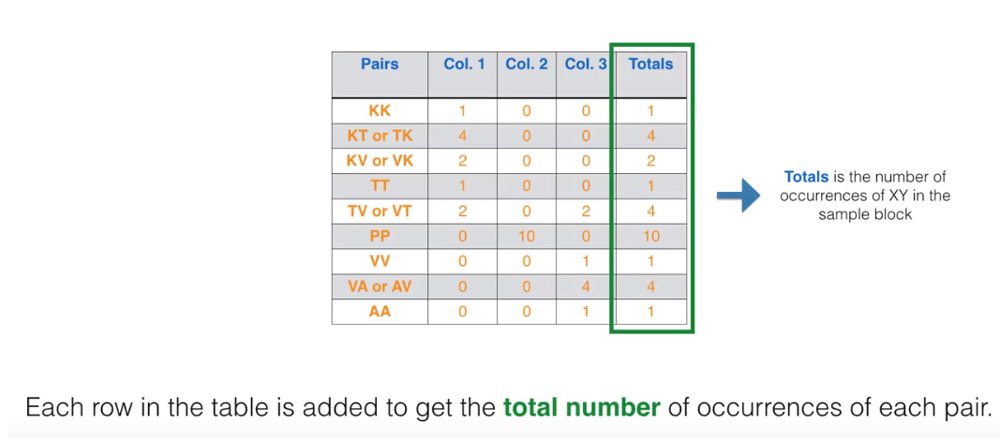 Pairs Col. 1 Col. 2 Col. 3 Totals
KK 1 0 0 1
KT or TK 4 0 0 4
KV or VK 2 0 0 2
TT 1 0 0 1
TV or VT 2 0 2 4
PP 0 10 0 10
VV 0 0 1 1
VA or AV 0 0 4 4
AA 0 0 1 1
Totals is the number of
occurrences of XY in the
sample block
Each row in the table is added to get the total number of occurrences of each pair.